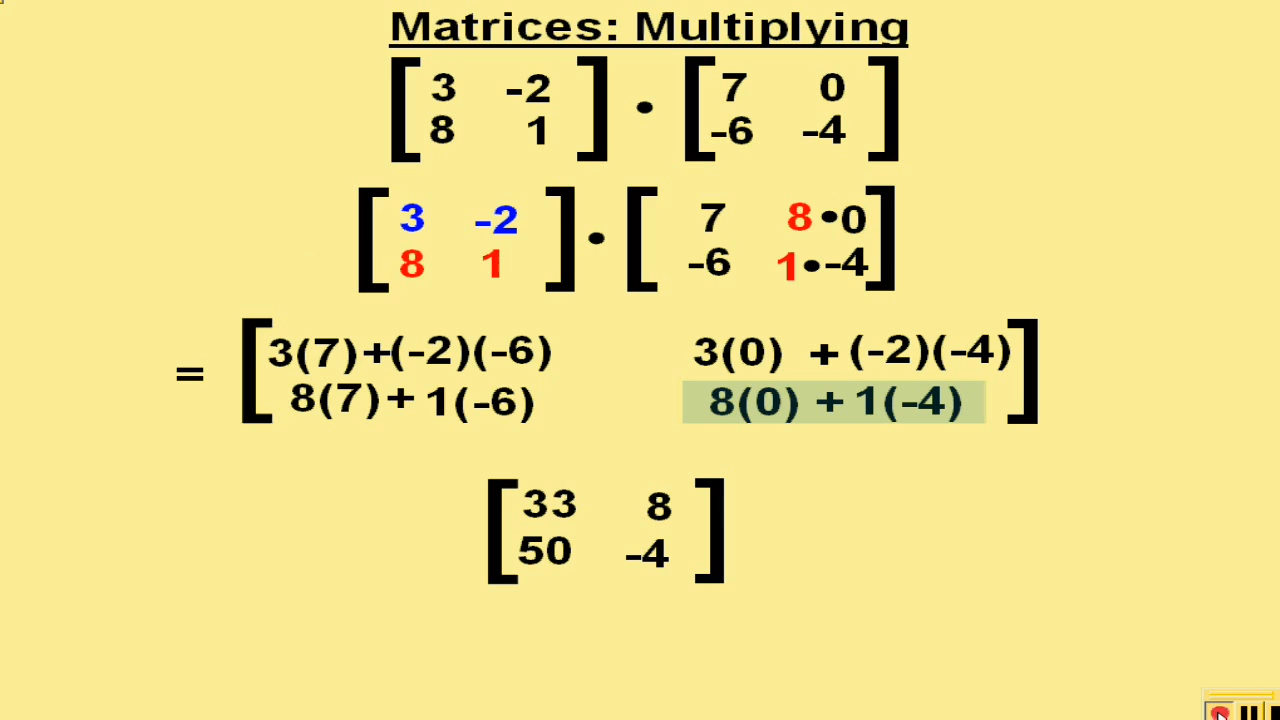 Matrices: Multiplying
[ 3 -2 ] • [ 7 0 ]
[ 8 1 ] [ -6 -4 ]
[ 3 -2 ] • [ 7 8•0 ]
[ 8 1 ] [ -6 1•-4 ]
= [ 3(7)+(-2)(-6) 3(0) + (-2)(-4) ]
[ 8(7)+ 1(-6) 8(0) + 1(-4) ]
[ 33 8 ]
[ 50 -4 ]